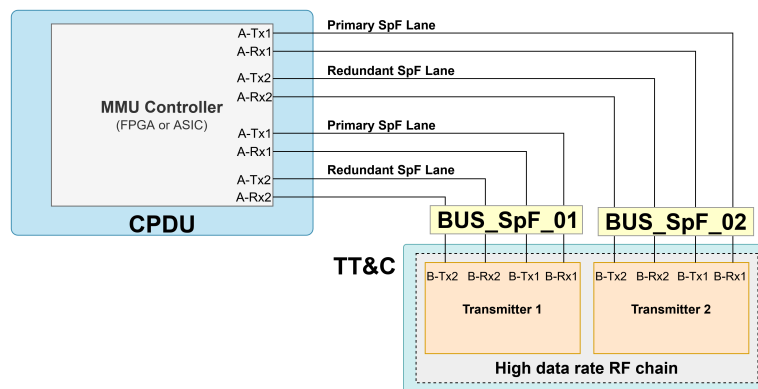 A-Tx1
Primary SpF Lane
A-Rx1
A-Tx2
Redundant SpF Lane
A-Rx2
MMU Controller
(FPGA or ASIC)
A-Tx1
Primary SpF Lane
A-Rx1
Redundant SpF Lane
A-Tx2
A-Rx2
CPDU
BUS_SpF_01
BUS_SpF_02
TT&C
B-Tx2 B-Rx2 B-Tx1 B-Rx1
B-Tx2 B-Rx2 B-Tx1 B-Rx1
Transmitter 1
Transmitter 2
High data rate RF chain